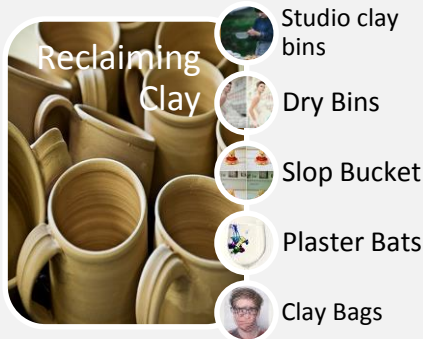 Reclaiming
Clay
Studio clay
bins
Dry Bins
Slop Bucket
Plaster Bats
Clay Bags